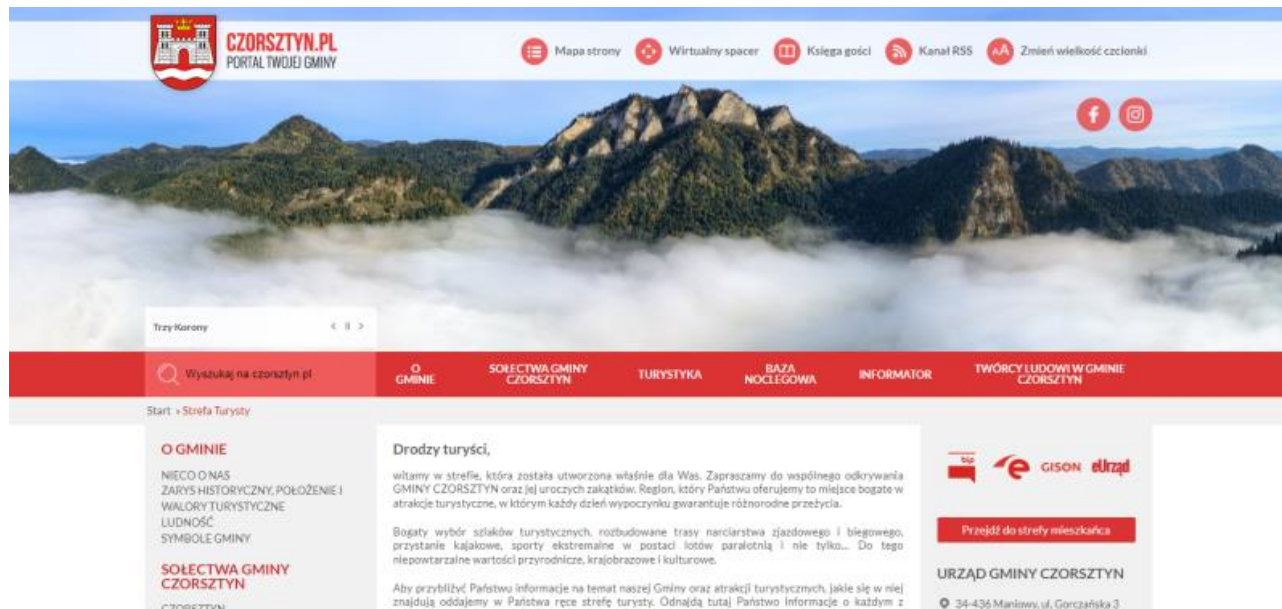 CZORSZTYN.PL
PORTAL TWOJEJ GMINY
Mapa strony
Wirtualny spacer
Księga gości
Kanał RSS
AA Zmień wielkość czcionki
Trzy Korony
Wyszukaj na czorsztyn.pl
O GMINIE
SOŁECTWA GMINY CZORSZTYN
TURYSTYKA
BAZA NOCLEGOWA
INFORMATOR
TWÓRCY LUDOWI W GMINIE CZORSZTYN
Start » Strefa Turysty
O GMINIE
NIECO O NAS
ZARYS HISTORYCZNY, POŁOŻENIE I
WALORY TURYSTYCZNE
LUDNOŚĆ
SYMBOLE GMINY
SOŁECTWA GMINY
CZORSZTYN
CZORSZTYN
Drodzy turyści,
witamy w strefie, która została utworzona właśnie dla Was. Zapraszamy do wspólnego odkrywania
GMINY CZORSZTYN oraz jej uroczych zakątków. Region, który Państwu oferujemy to miejsce bogate w
atrakcje turystyczne, w którym każdy dzień wypoczynku gwarantuje różnorodne przeżycia.
Bogaty wybór szlaków turystycznych, rozbudowane trasy narciarstwa zjazdowego i biegowego,
przystanie kajakowe, sporty ekstremalne w postaci lotów paralotnią i nie tylko... Do tego
niepowtarzalne wartości przyrodnicze, krajobrazowe i kulturowe.
Aby przybliżyć Państwu informacje na temat naszej Gminy oraz atrakcji turystycznych, jakie się w niej
znajdują oddajemy w Państwa ręce strefę turysty. Odnajdą tutaj Państwo informacje o każdym z
bip
GISON
eUrząd
Przejdź do strefy mieszkańca
URZĄD GMINY CZORSZTYN
34-436 Maniowy, ul. Gorczańska 3